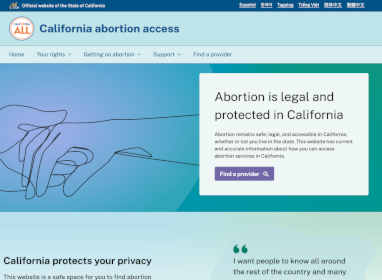 Official website of the State of California
Español 한국어 Tagalog Tiếng Việt 简体中文 繁體中文
ALL
California abortion access
Home Your rights Getting an abortion Support Find a provider
Abortion is legal and
protected in California
Abortion remains safe, legal, and accessible in California,
whether or not you live in the state. This website has current
and accurate information about how you can access
abortion services in California.
Find a provider
California protects your privacy
This website is a safe space for you to find abortion
I want people to know all around
the rest of the country and many